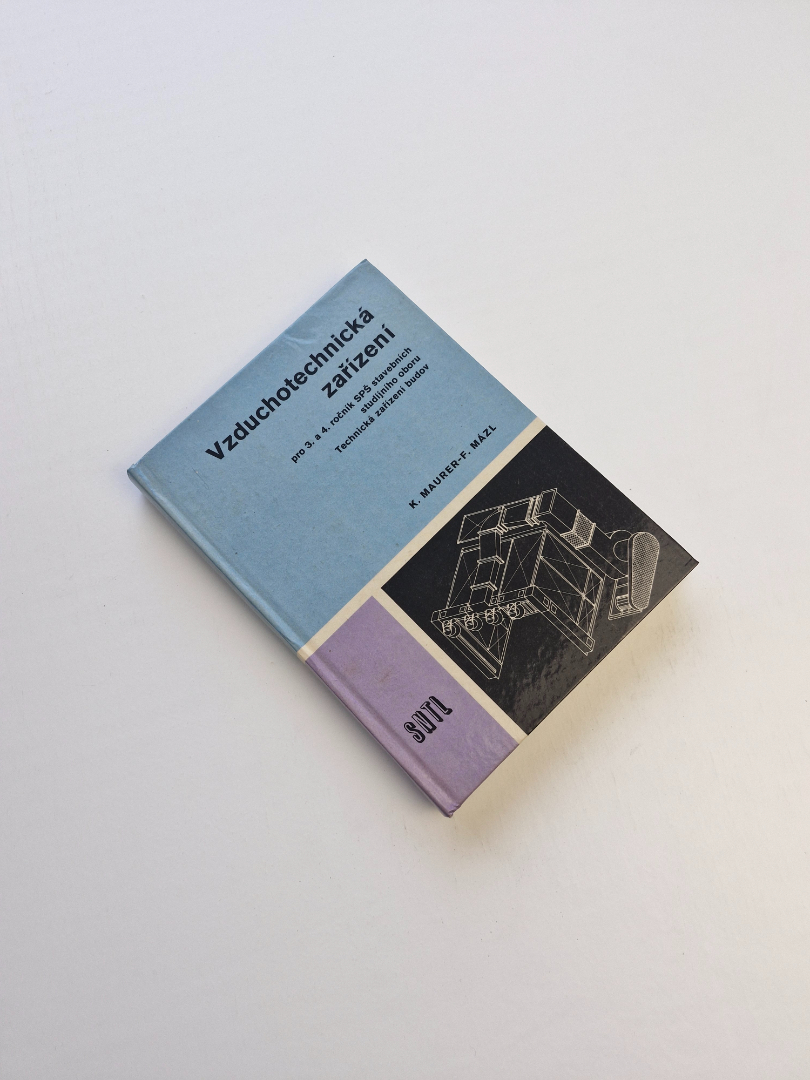 Vzduchotechnická
zařízení
pro 3. a 4. ročník SPŠ stavebních
studijního oboru
Technická zařízení budov
K. MAURER-F. MÁZL
SNTL